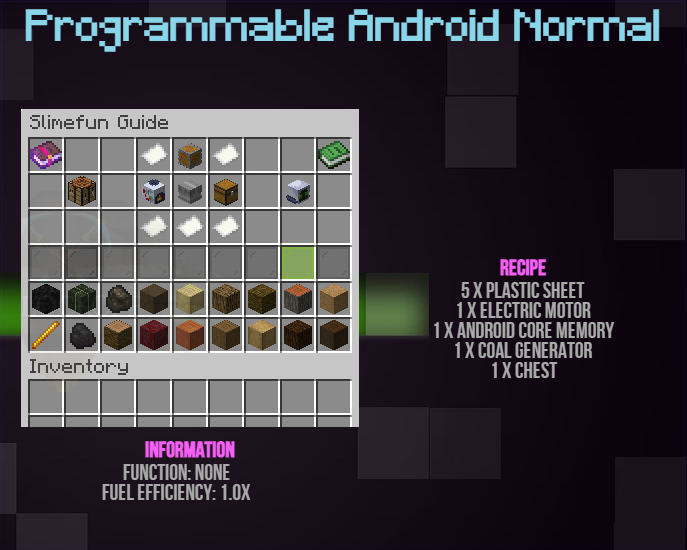 Programmable Android Normal
Slimefun Guide
Inventory
RECIPE
5 X PLASTIC SHEET
1 X ELECTRIC MOTOR
1 X ANDROID CORE MEMORY
1 X COAL GENERATOR
1 X CHEST
INFORMATION
FUNCTION: NONE
FUEL EFFICIENCY: 1.0X